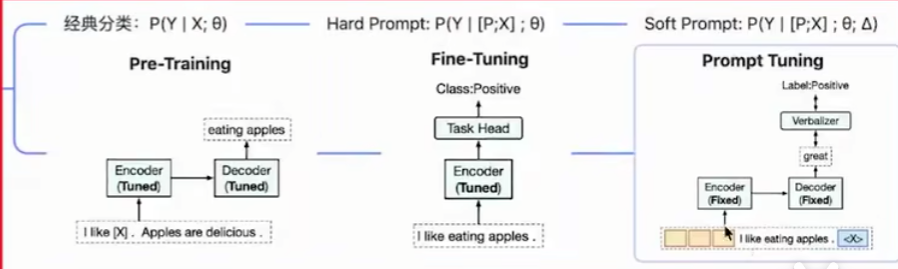 经典分类：P(Y | X; θ)
Hard Prompt: P(Y | [P;X] ; θ)
Soft Prompt: P(Y | [P;X] ; θ; Δ)
Pre-Training
eating apples
Encoder
(Tuned)
Decoder
(Tuned)
I like [X]. Apples are delicious .
Fine-Tuning
Class:Positive
Task Head
Encoder
(Tuned)
I like eating apples .
Prompt Tuning
Label:Positive
Verbalizer
great
Encoder
(Fixed)
Decoder
(Fixed)
I like eating apples .
<X>